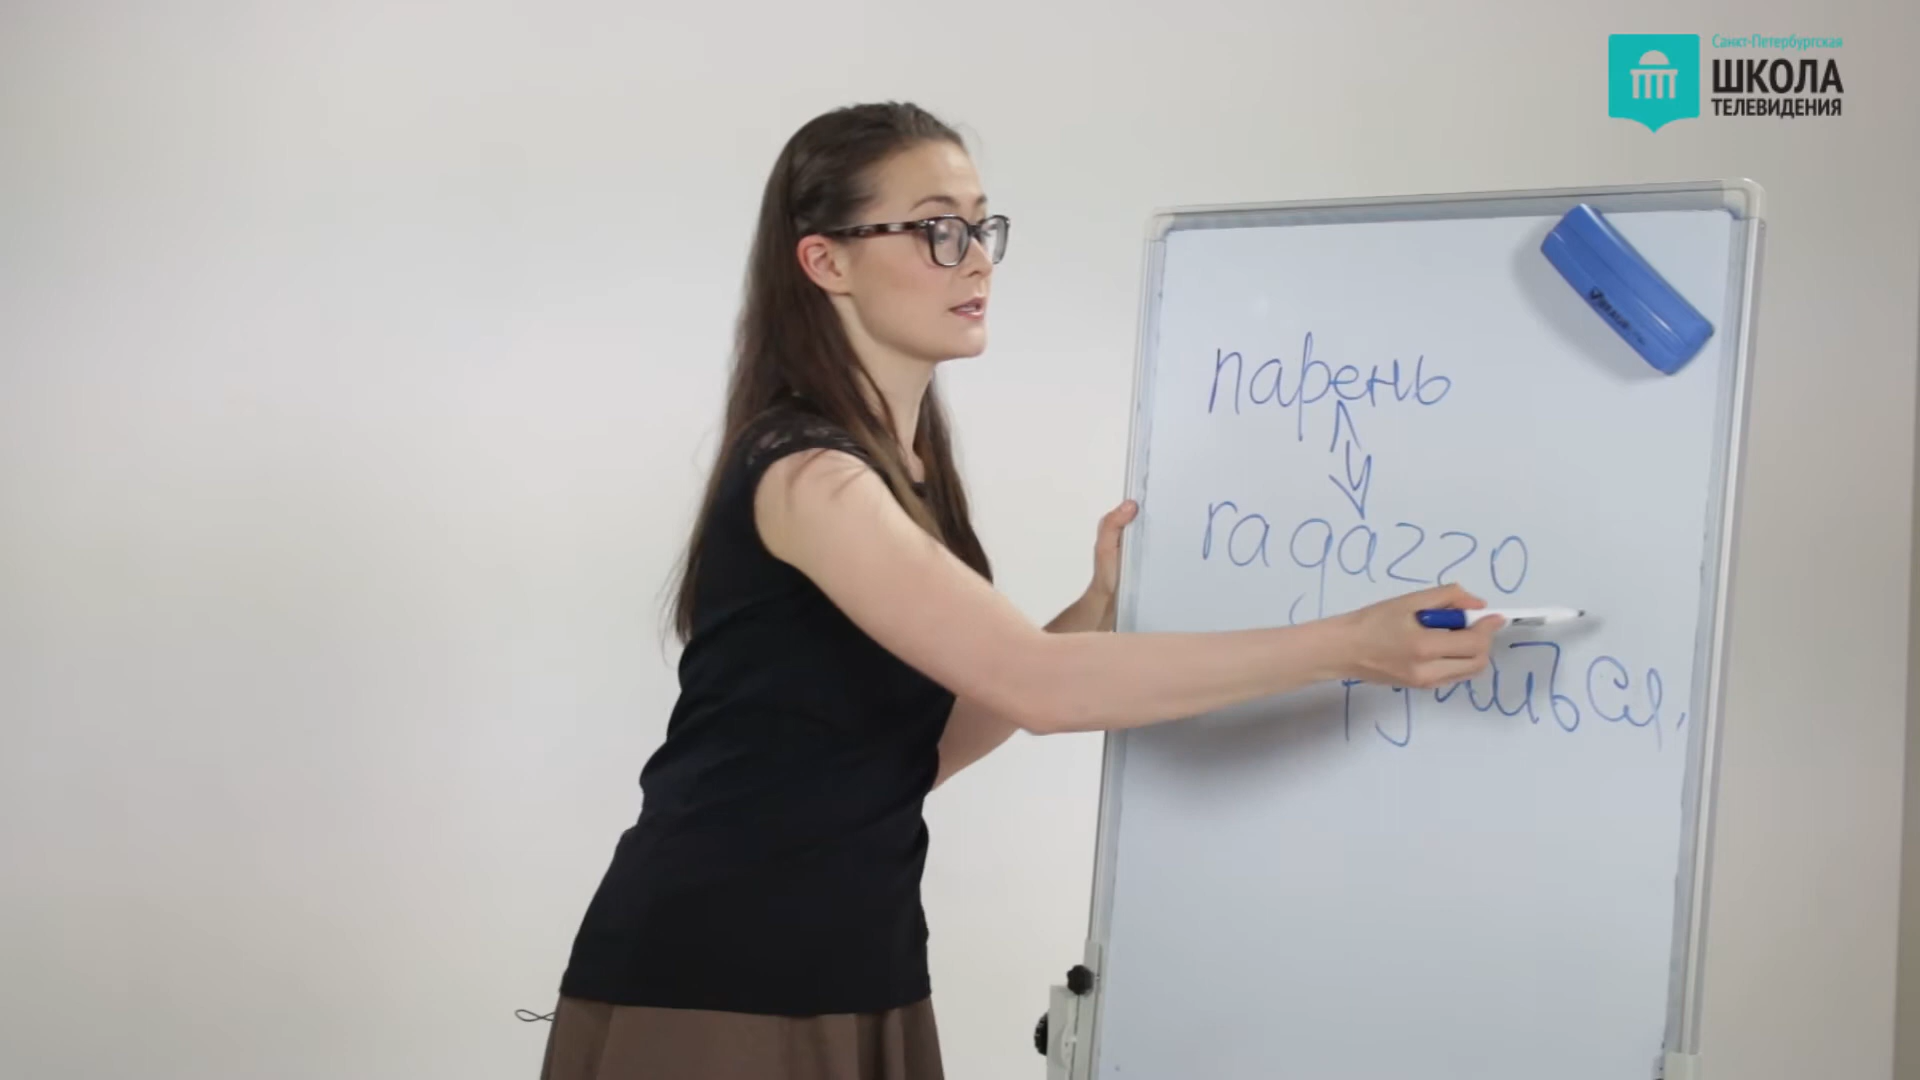 Санкт-Петербургская
ШКОЛА
ТЕЛЕВИДЕНИЯ
парень
ragazzo